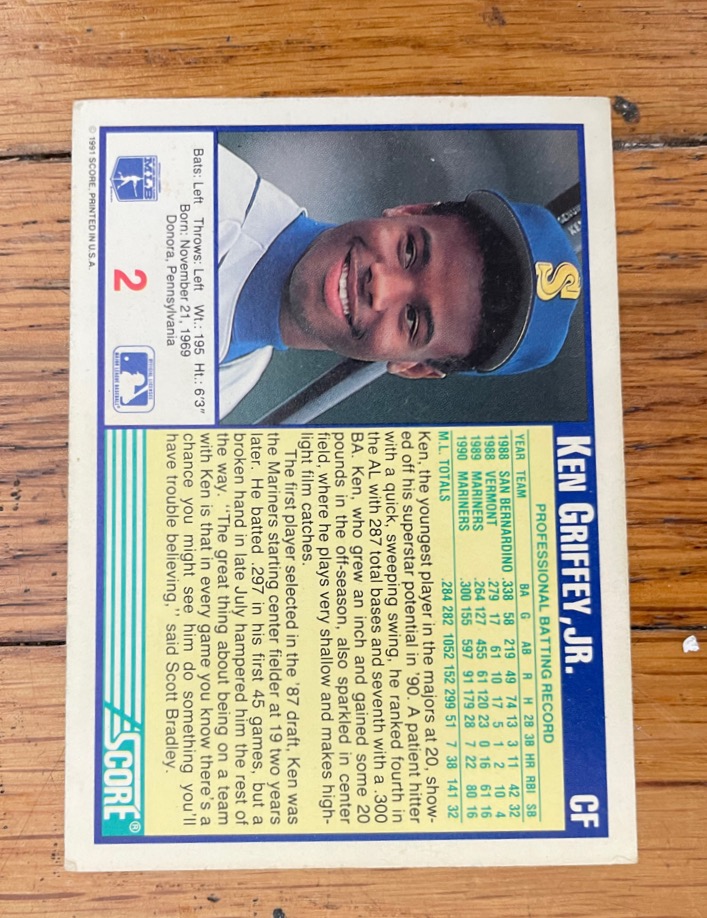 KEN GRIFFEY, JR. CF
PROFESSIONAL BATTING RECORD
YEAR TEAM BA G AB R H 2B 3B HR RBI SB
1988 SAN BERNARDINO .338 58 219 49 74 13 3 11 42 32
1988 VERMONT .279 17 61 10 17 5 1 2 10 4
1989 MARINERS .264 127 455 61 120 23 0 16 61 16
1990 MARINERS .300 155 597 91 179 28 7 22 80 16
M.L. TOTALS .284 282 1052 152 299 51 7 38 141 32
Ken, the youngest player in the majors at 20, show-
ed off his superstar potential in '90. A patient hitter
with a quick, sweeping swing, he ranked fourth in
the AL with 287 total bases and seventh with a .300
BA. Ken, who grew an inch and gained some 20
pounds in the off-season, also sparkled in center
field, where he plays very shallow and makes high-
light film catches.
The first player selected in the '87 draft, Ken was
the Mariners starting center fielder at 19 two years
later. He batted .297 in his first 45 games, but a
broken hand in late July hampered him the rest of
the way. "The great thing about being on a team
with Ken is that in every game you know there's a
chance you might see him do something you'll
have trouble believing," said Scott Bradley.
S
Bats: Left Throws: Left Wt.: 195 Ht.: 6'3"
Born: November 21, 1969
Donora, Pennsylvania
2
SCORE®
© 1991 SCORE, PRINTED IN U.S.A.